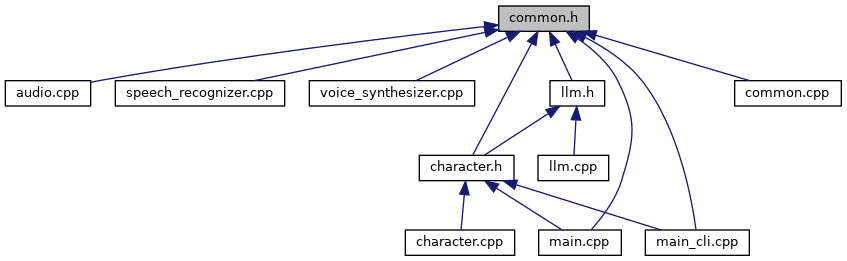 common.h
audio.cpp
speech_recognizer.cpp
voice_synthesizer.cpp
llm.h
common.cpp
character.h
llm.cpp
character.cpp
main.cpp
main_cli.cpp